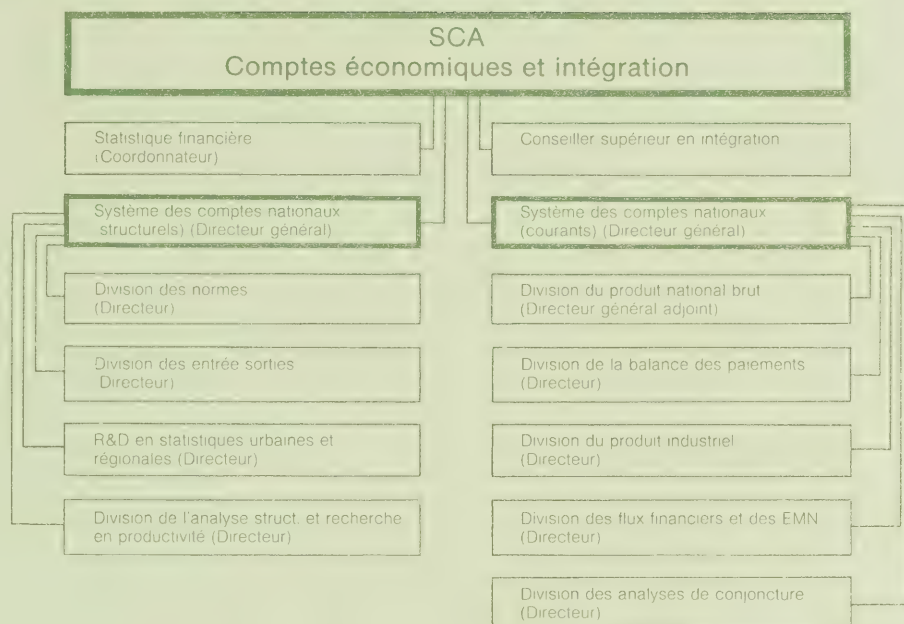 SCA
Comptes économiques et intégration
Statistique financière
(Coordonnateur)
Système des comptes nationaux
structurels) (Directeur général)
Division des normes
(Directeur)
Division des entrée sorties
Directeur)
R&D en statistiques urbaines et
régionales (Directeur)
Division de l'analyse struct. et recherche
en productivité (Directeur)
Conseiller supérieur en intégration
Système des comptes nationaux
(courants) (Directeur général)
Division du produit national brut
(Directeur général adjoint)
Division de la balance des paiements
(Directeur)
Division du produit industriel
(Directeur)
Division des flux financiers et des EMN
(Directeur)
Division des analyses de conjoncture
(Directeur)